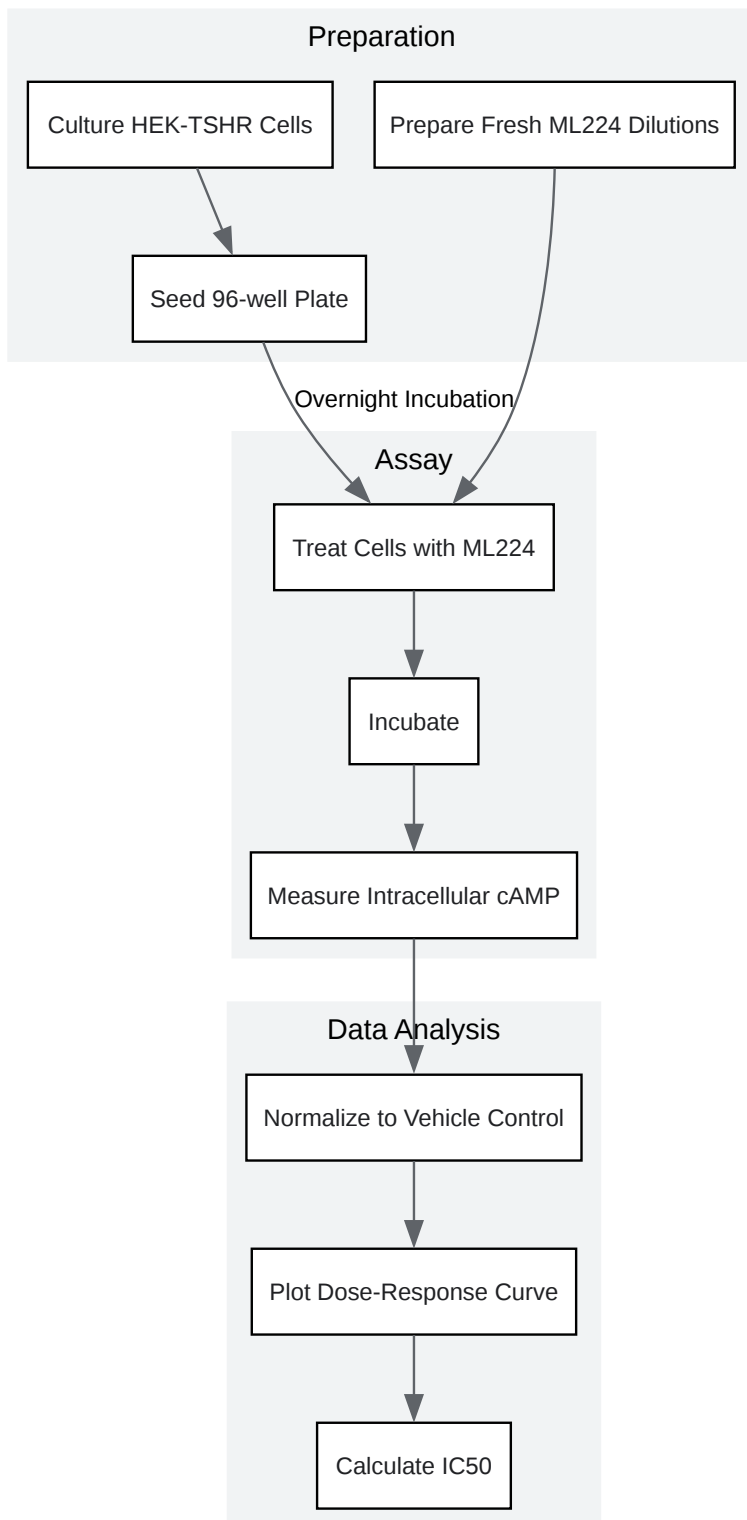 Preparation
Culture HEK-TSHR Cells
Prepare Fresh ML224 Dilutions
Seed 96-well Plate
Overnight Incubation
Assay
Treat Cells with ML224
Incubate
Measure Intracellular cAMP
Data Analysis
Normalize to Vehicle Control
Plot Dose-Response Curve
Calculate IC50